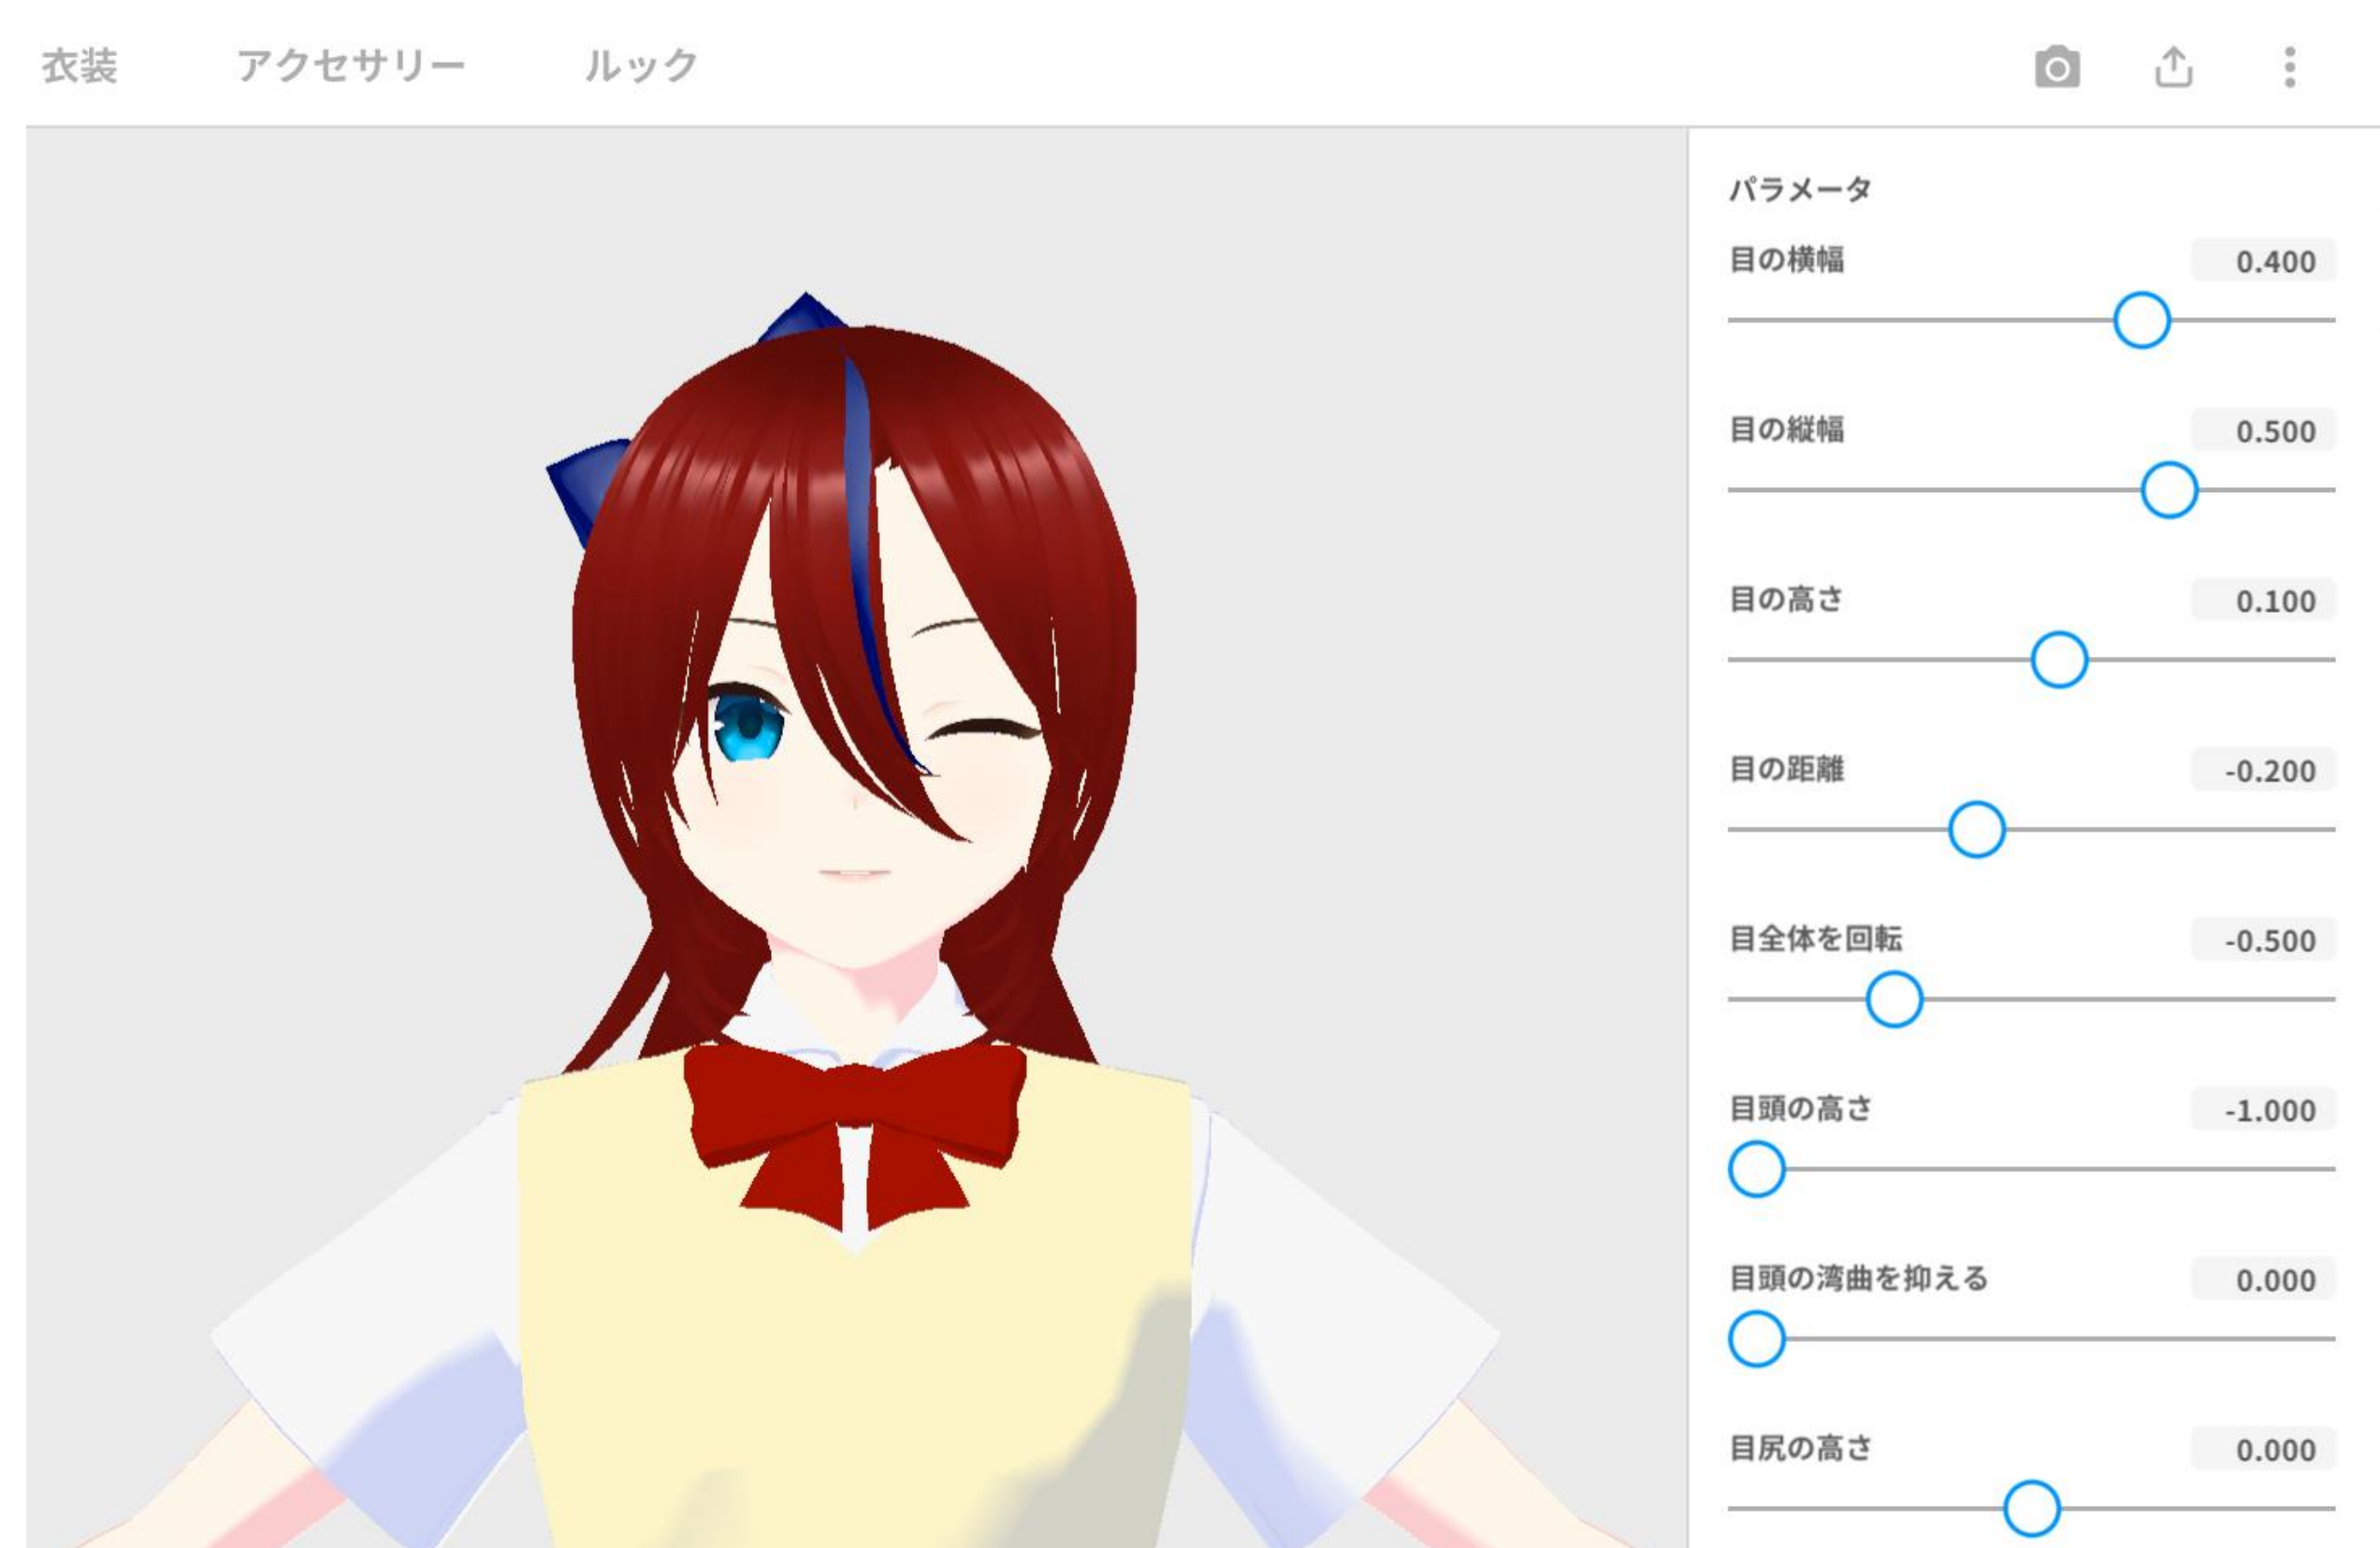 衣装 アクセサリー ルック
パラメータ
目の横幅 0.400
目の縦幅 0.500
目の高さ 0.100
目の距離 -0.200
目全体を回転 -0.500
目頭の高さ -1.000
目頭の湾曲を抑える 0.000
目尻の高さ 0.000